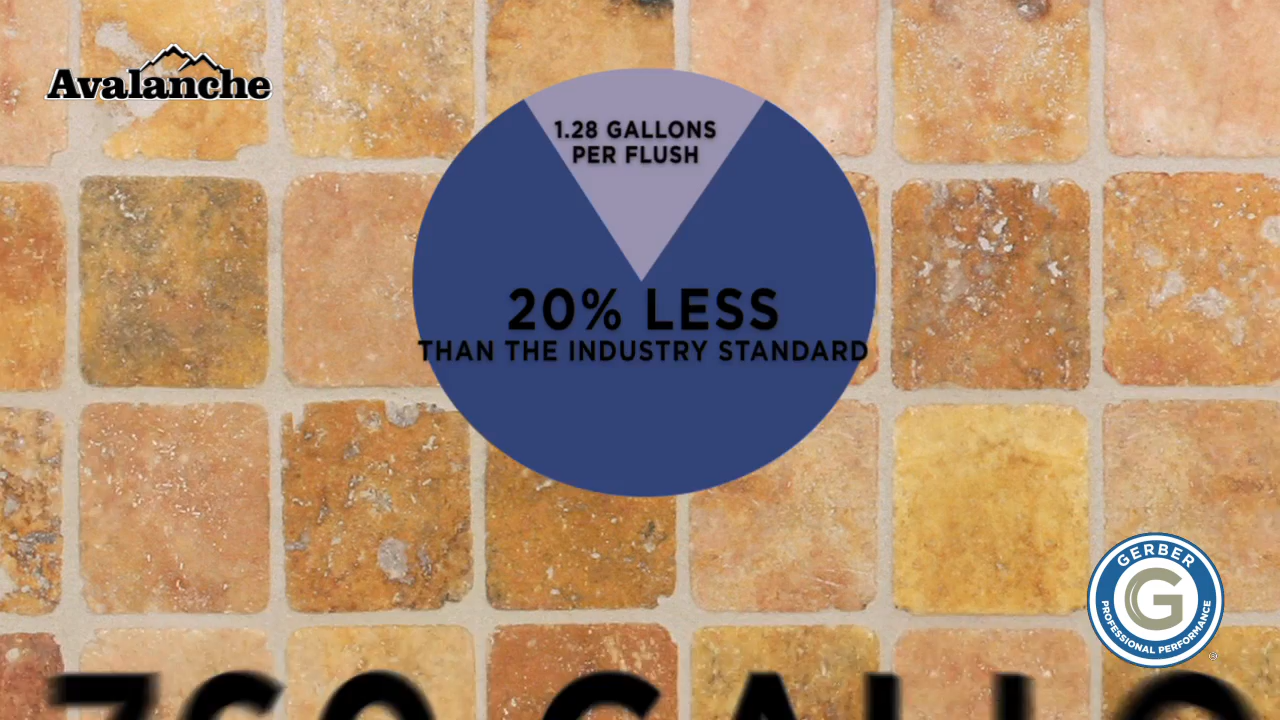 Avalanche
1.28 GALLONS
PER FLUSH
20% LESS
THAN THE INDUSTRY STANDARD
GERBER
G
PROFESSIONAL PERFORMANCE
®